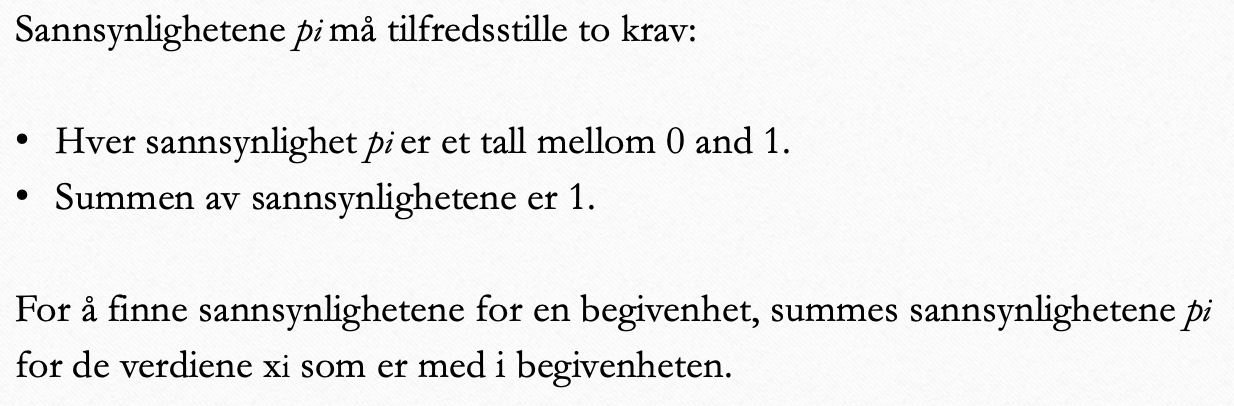 Sannsynlighetene pi må tilfredsstille to krav:
• Hver sannsynlighet pi er et tall mellom 0 and 1.
• Summen av sannsynlighetene er 1.
For å finne sannsynlighetene for en begivenhet, summes sannsynlighetene pi
for de verdiene xi som er med i begivenheten.